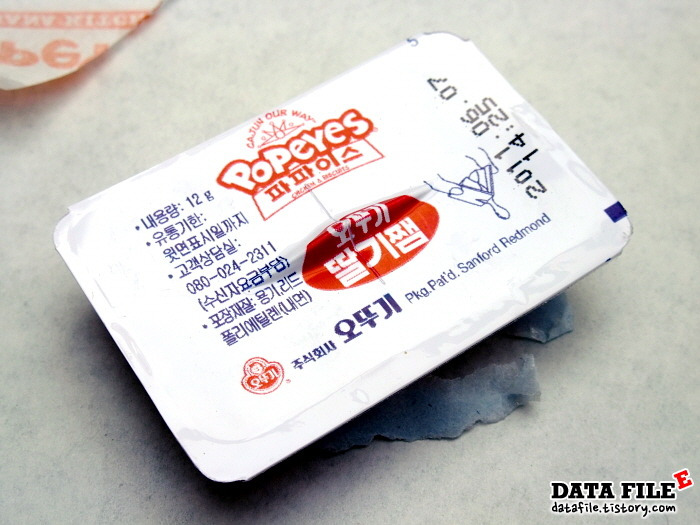 CAJUN OUR WAY
POPEYES
파파이스
CHICKEN & BISCUITS
• 내용량: 12 g
• 유통기한:
윗면표시일까지
• 고객상담실:
080-024-2311
(수신자요금부담)
• 포장재질: 용기,리드
폴리에틸렌(내면)
오뚜기
딸기쨈
주식회사 오뚜기
Pkg.Pat'd. Sanford Redmond
오뚜기
5
DATA FILE E
datafile.tistory.com